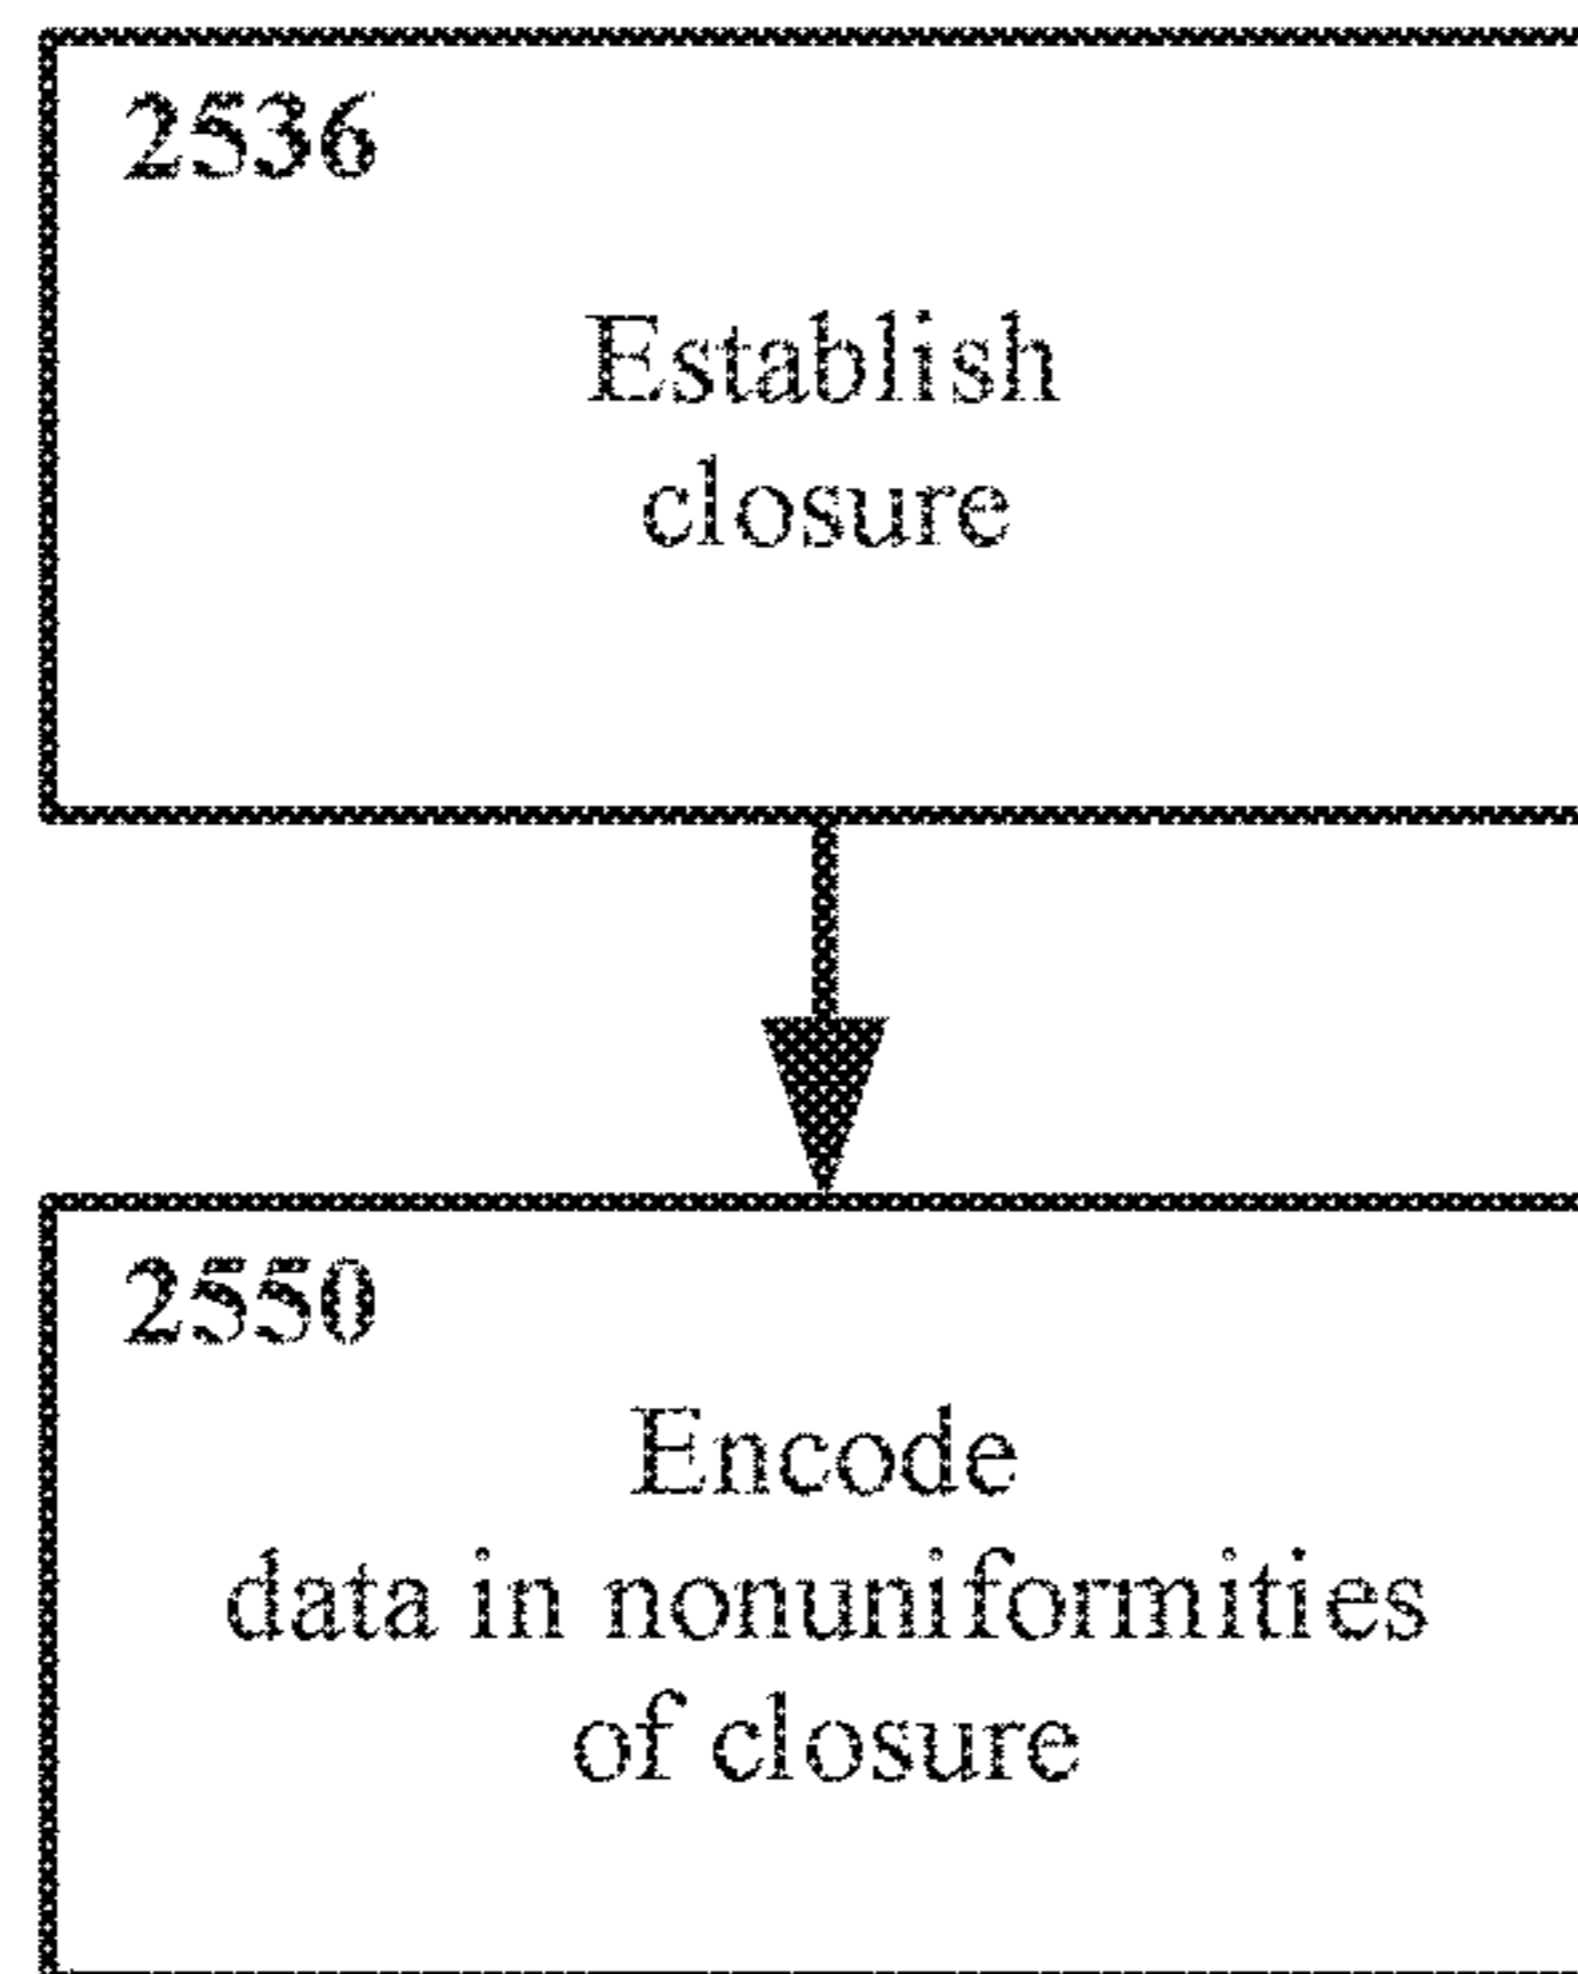 2536
Establish
closure
2550
Encode
data in nonuniformities
of closure